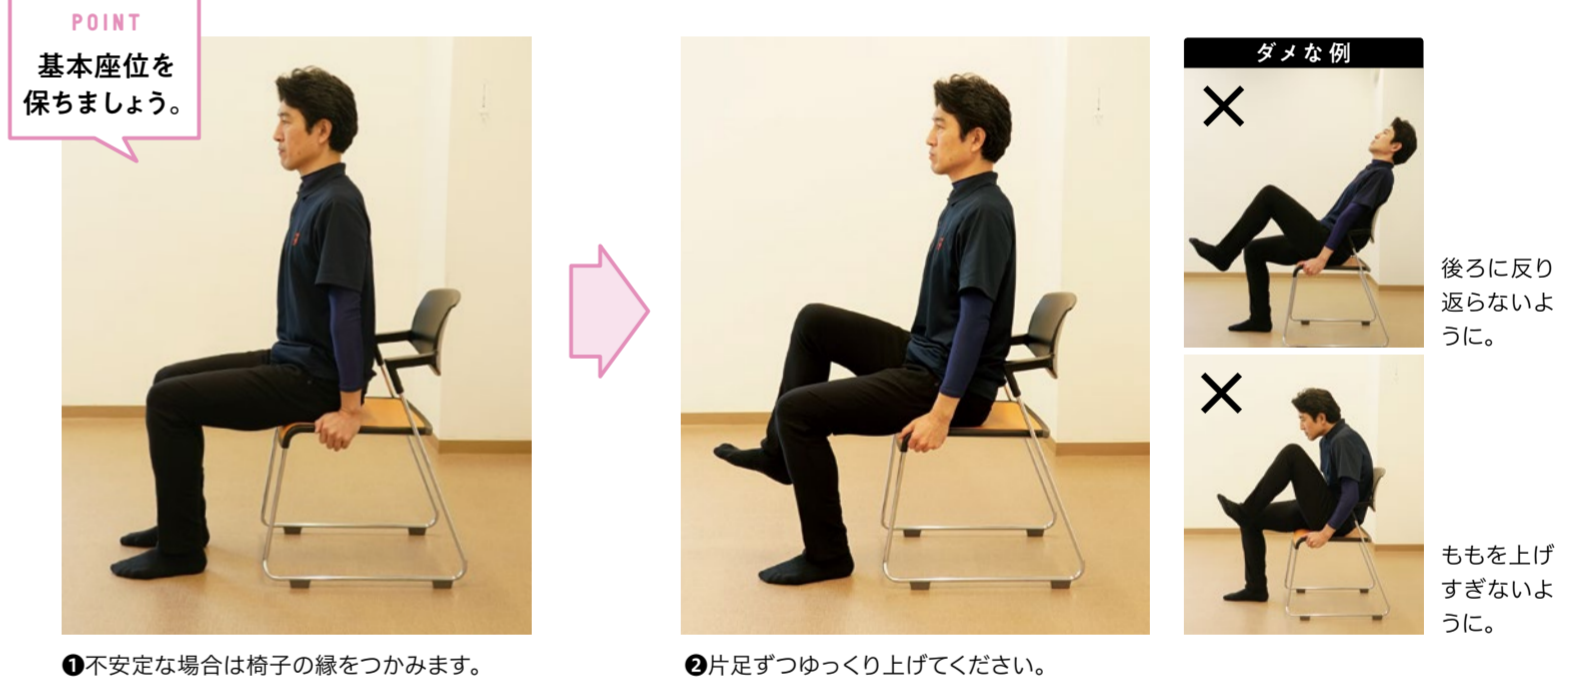 POINT
基本座位を
保ちましょう。
❶不安定な場合は椅子の縁をつかみます。
❷片足ずつゆっくり上げてください。
ダメな例
後ろに反り
返らないよ
うに。
ももを上げ
すぎないよ
うに。